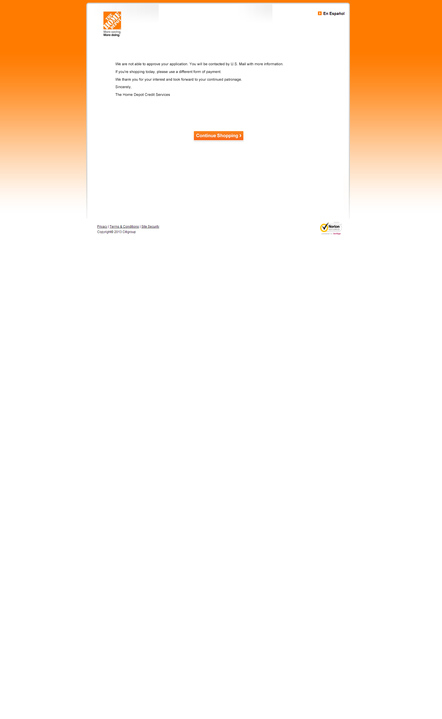 En Español
THE HOME DEPOT
More saving.
More doing.
We are not able to approve your application. You will be contacted by U.S. Mail with more information.
If you're shopping today, please use a different form of payment.
We thank you for your interest and look forward to your continued patronage.
Sincerely,
The Home Depot Credit Services
Continue Shopping
Privacy | Terms & Conditions | Site Security
Copyright© 2013 Citigroup
Norton